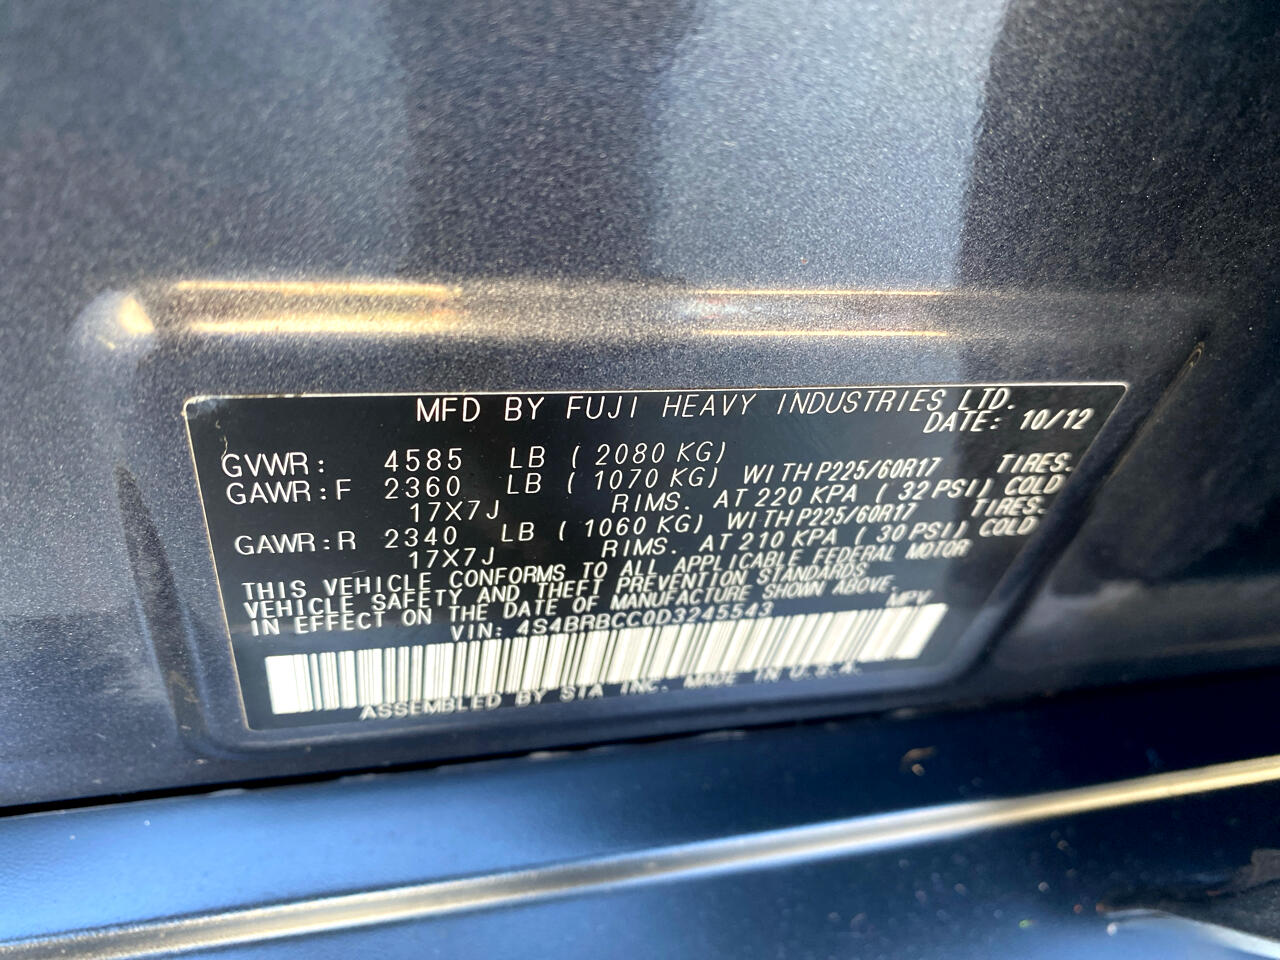 MFD BY FUJI HEAVY INDUSTRIES LTD.
DATE: 10/12
GVWR: 4585 LB (2080 KG)
GAWR:F 2360 LB (1070 KG) WITH P225/60R17 TIRES.
17X7J RIMS. AT 220 KPA (32 PSI) COLD
GAWR:R 2340 LB (1060 KG) WITH P225/60R17 TIRES.
17X7J RIMS. AT 210 KPA (30 PSI) COLD
THIS VEHICLE CONFORMS TO ALL APPLICABLE FEDERAL MOTOR
VEHICLE SAFETY AND THEFT PREVENTION STANDARDS
IN EFFECT ON THE DATE OF MANUFACTURE SHOWN ABOVE.
VIN: 4S4BRBCC0D3245543 MPV
ASSEMBLED BY SIA INC. MADE IN U.S.A.